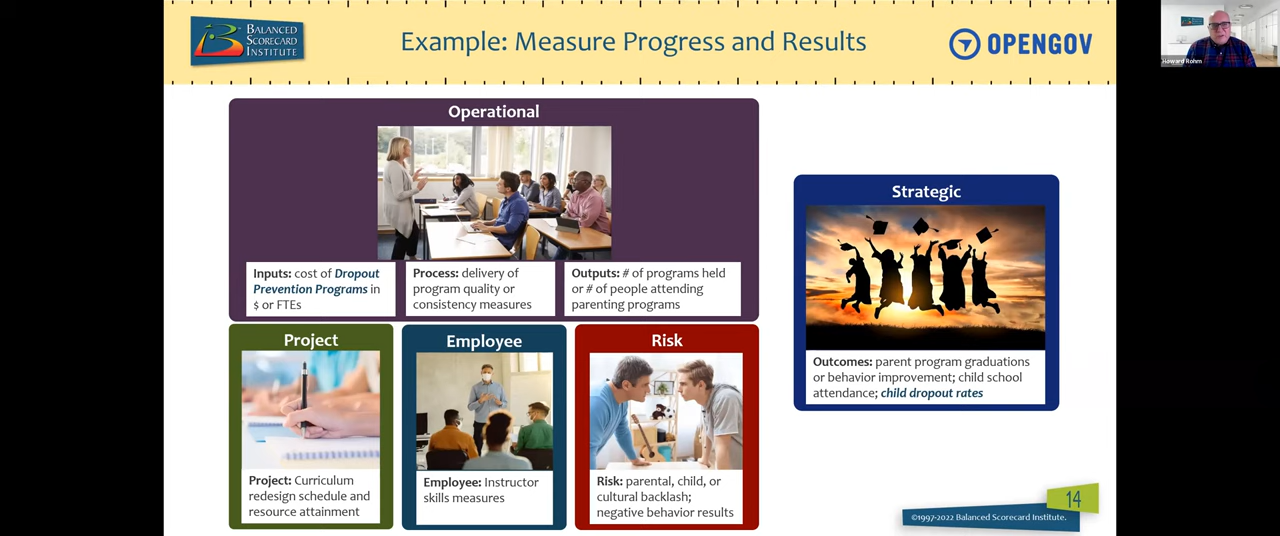 BALANCED
SCORECARD
INSTITUTE
Example: Measure Progress and Results
OPENGOV
Howard Rohm
Operational
Inputs: cost of Dropout
Prevention Programs in
$ or FTEs
Process: delivery of
program quality or
consistency measures
Outputs: # of programs held
or # of people attending
parenting programs
Strategic
Outcomes: parent program graduations
or behavior improvement; child school
attendance; child dropout rates
Project
Project: Curriculum
redesign schedule and
resource attainment
Employee
Employee: Instructor
skills measures
Risk
Risk: parental, child, or
cultural backlash;
negative behavior results
14
©1997-2022 Balanced Scorecard Institute.